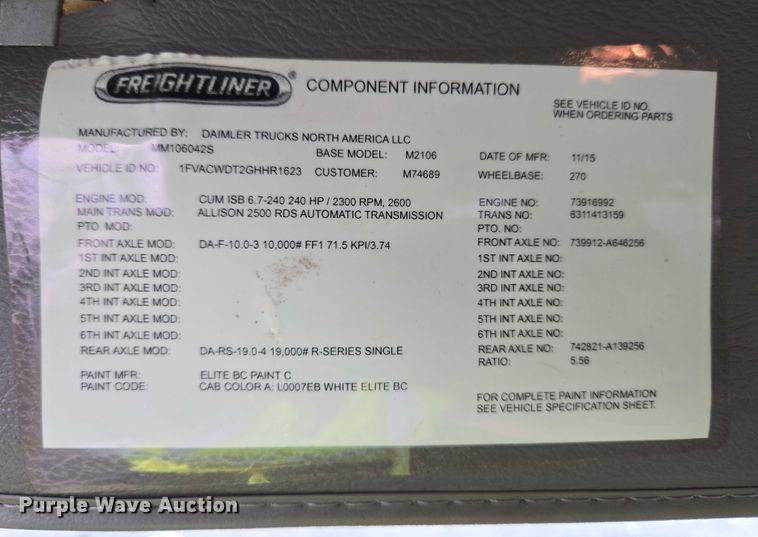 FREIGHTLINER ® COMPONENT INFORMATION
SEE VEHICLE ID NO.
WHEN ORDERING PARTS
MANUFACTURED BY: DAIMLER TRUCKS NORTH AMERICA LLC
MODEL: MM106042S BASE MODEL: M2106 DATE OF MFR: 11/15
VEHICLE ID NO: 1FVACWDT2GHHR1623 CUSTOMER: M74689 WHEELBASE: 270
ENGINE MOD: CUM ISB 6.7-240 240 HP / 2300 RPM, 2600 ENGINE NO: 73916992
MAIN TRANS MOD: ALLISON 2500 RDS AUTOMATIC TRANSMISSION TRANS NO: 6311413159
PTO. MOD: PTO. NO:
FRONT AXLE MOD: DA-F-10.0-3 10,000# FF1 71.5 KPI/3.74 FRONT AXLE NO: 739912-A646256
1ST INT AXLE MOD: 1ST INT AXLE NO:
2ND INT AXLE MOD: 2ND INT AXLE NO:
3RD INT AXLE MOD: 3RD INT AXLE NO:
4TH INT AXLE MOD: 4TH INT AXLE NO:
5TH INT AXLE MOD: 5TH INT AXLE NO:
6TH INT AXLE MOD: 6TH INT AXLE NO:
REAR AXLE MOD: DA-RS-19.0-4 19,000# R-SERIES SINGLE REAR AXLE NO: 742821-A139256
RATIO: 5.56
PAINT MFR: ELITE BC PAINT C
PAINT CODE: CAB COLOR A: L0007EB WHITE ELITE BC
FOR COMPLETE PAINT INFORMATION
SEE VEHICLE SPECIFICATION SHEET.
Purple Wave Auction